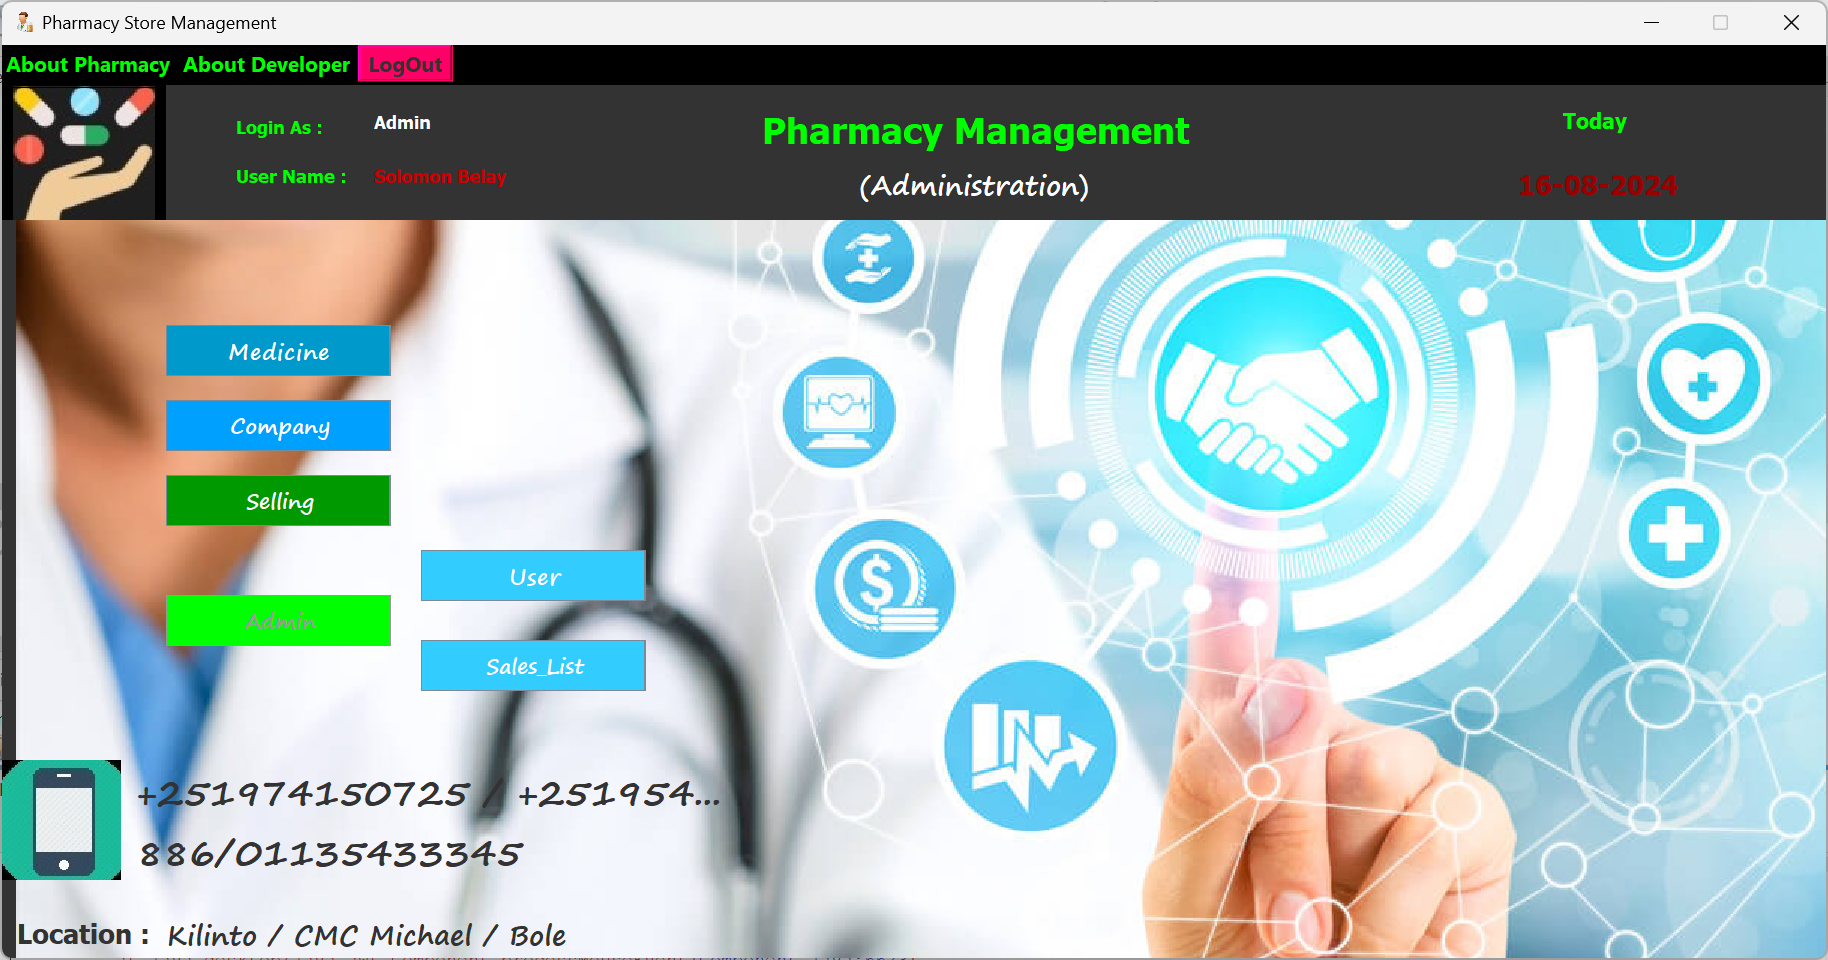 Pharmacy Store Management
About Pharmacy About Developer LogOut
Login As : Admin
User Name : Solomon Belay
Pharmacy Management
(Administration)
Today
16-08-2024
Medicine
Company
Selling
User
Admin
Sales_List
+251974150725 / +251954...
886/01135433345
Location : Kilinto / CMC Michael / Bole